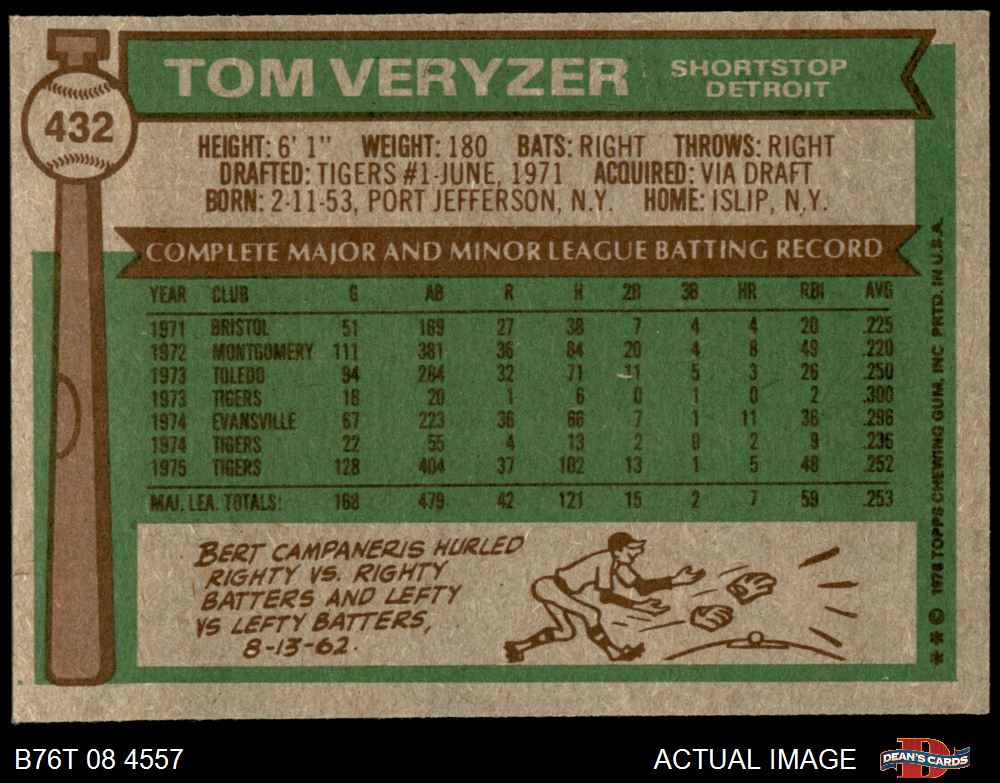 432
TOM VERYZER
SHORTSTOP
DETROIT
HEIGHT: 6' 1" WEIGHT: 180 BATS: RIGHT THROWS: RIGHT
DRAFTED: TIGERS #1-JUNE, 1971 ACQUIRED: VIA DRAFT
BORN: 2-11-53, PORT JEFFERSON, N.Y. HOME: ISLIP, N.Y.
COMPLETE MAJOR AND MINOR LEAGUE BATTING RECORD
YEAR CLUB G AB R H 2B 3B HR RBI AVG
1971 BRISTOL 51 169 27 38 7 4 4 20 .225
1972 MONTGOMERY 111 381 36 84 20 4 8 49 .220
1973 TOLEDO 94 284 32 71 11 5 3 26 .250
1973 TIGERS 18 20 1 6 0 1 0 2 .300
1974 EVANSVILLE 67 223 36 66 7 1 11 36 .296
1974 TIGERS 22 55 4 13 2 0 2 9 .236
1975 TIGERS 128 404 37 102 13 1 5 48 .252
MAJ. LEA. TOTALS: 168 479 42 121 15 2 7 59 .253
BERT CAMPANERIS HURLED
RIGHTY VS. RIGHTY
BATTERS AND LEFTY
VS LEFTY BATTERS,
8-13-62.
** © 1976 TOPPS CHEWING GUM, INC PRTD. IN U.S.A.
B76T 08 4557
ACTUAL IMAGE
DEAN'S CARDS